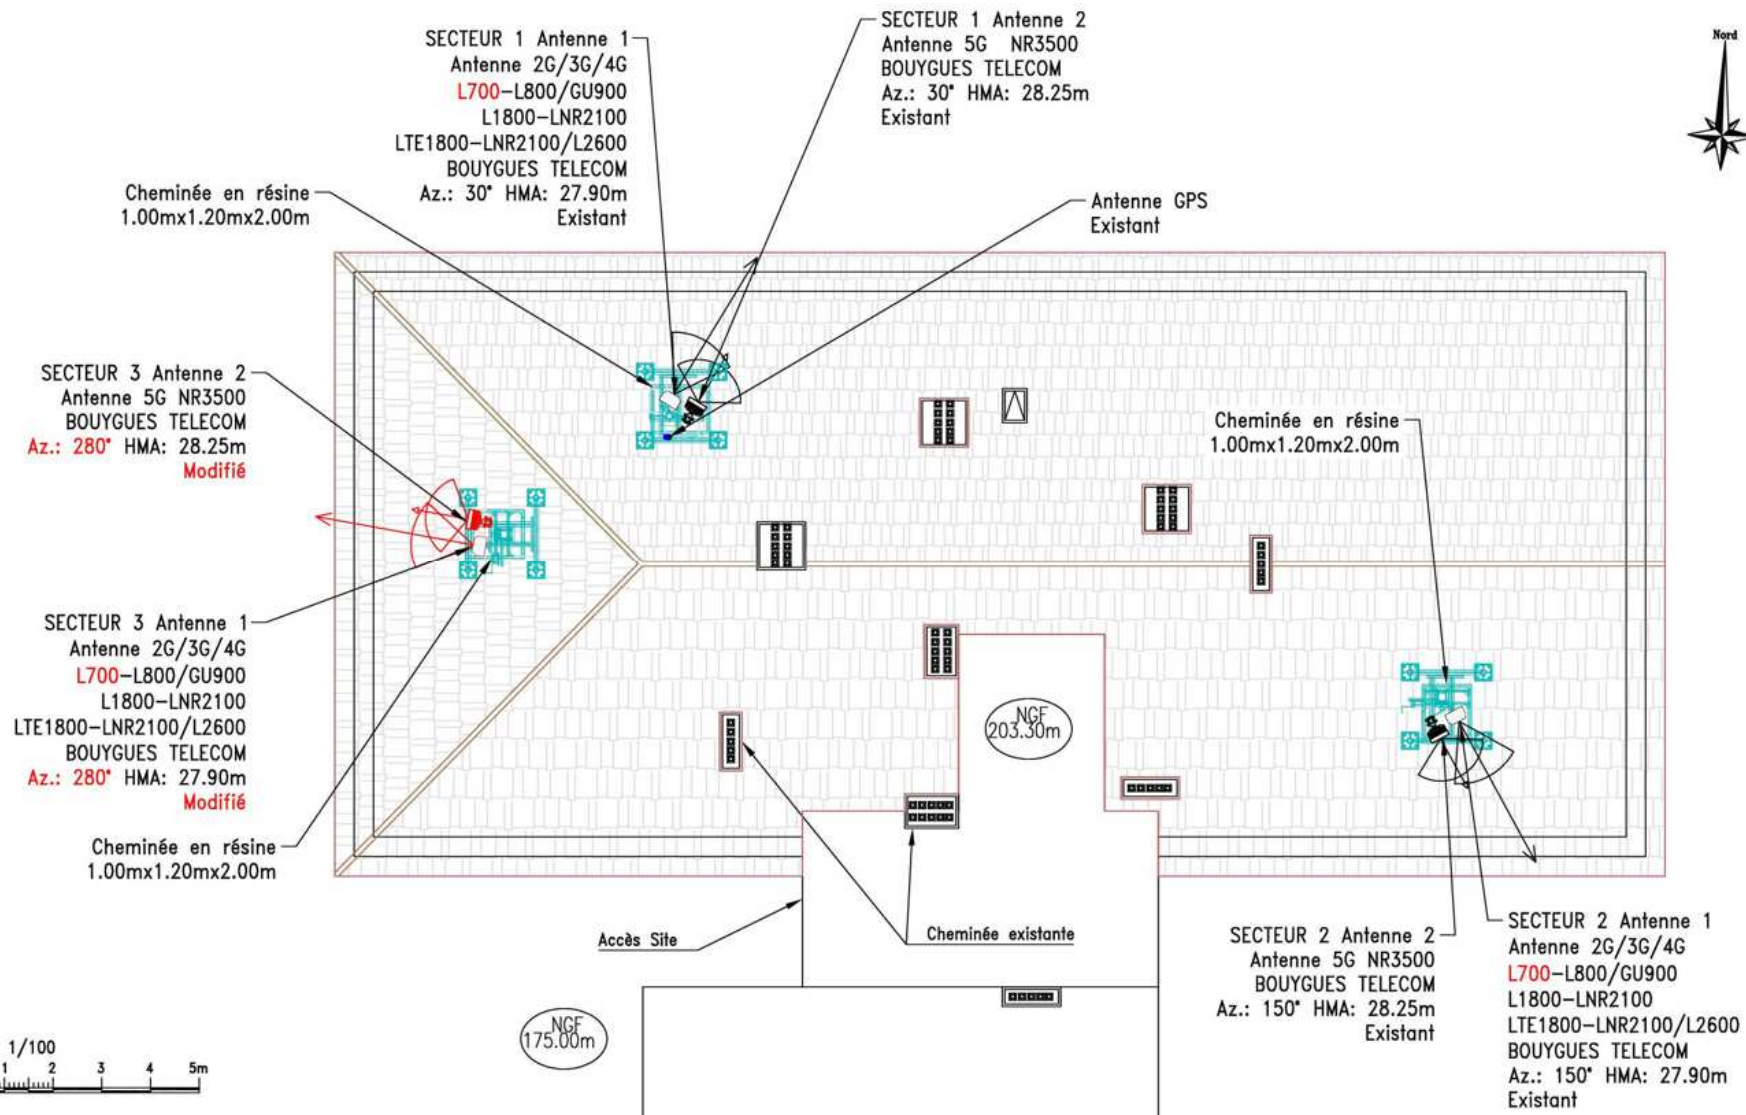 SECTEUR 1 Antenne 1
Antenne 2G/3G/4G
L700-L800/GU900
L1800-LNR2100
LTE1800-LNR2100/L2600
BOUYGUES TELECOM
Az.: 30° HMA: 27.90m
Existant
SECTEUR 1 Antenne 2
Antenne 5G NR3500
BOUYGUES TELECOM
Az.: 30° HMA: 28.25m
Existant
Nord
Cheminée en résine
1.00mx1.20mx2.00m
Antenne GPS
Existant
SECTEUR 3 Antenne 2
Antenne 5G NR3500
BOUYGUES TELECOM
Az.: 280° HMA: 28.25m
Modifié
Cheminée en résine
1.00mx1.20mx2.00m
SECTEUR 3 Antenne 1
Antenne 2G/3G/4G
L700-L800/GU900
L1800-LNR2100
LTE1800-LNR2100/L2600
BOUYGUES TELECOM
Az.: 280° HMA: 27.90m
Modifié
NGF
203.30m
Cheminée en résine
1.00mx1.20mx2.00m
Accès Site
Cheminée existante
SECTEUR 2 Antenne 2
Antenne 5G NR3500
BOUYGUES TELECOM
Az.: 150° HMA: 28.25m
Existant
SECTEUR 2 Antenne 1
Antenne 2G/3G/4G
L700-L800/GU900
L1800-LNR2100
LTE1800-LNR2100/L2600
BOUYGUES TELECOM
Az.: 150° HMA: 27.90m
Existant
NGF
175.00m
1/100
1 2 3 4 5m